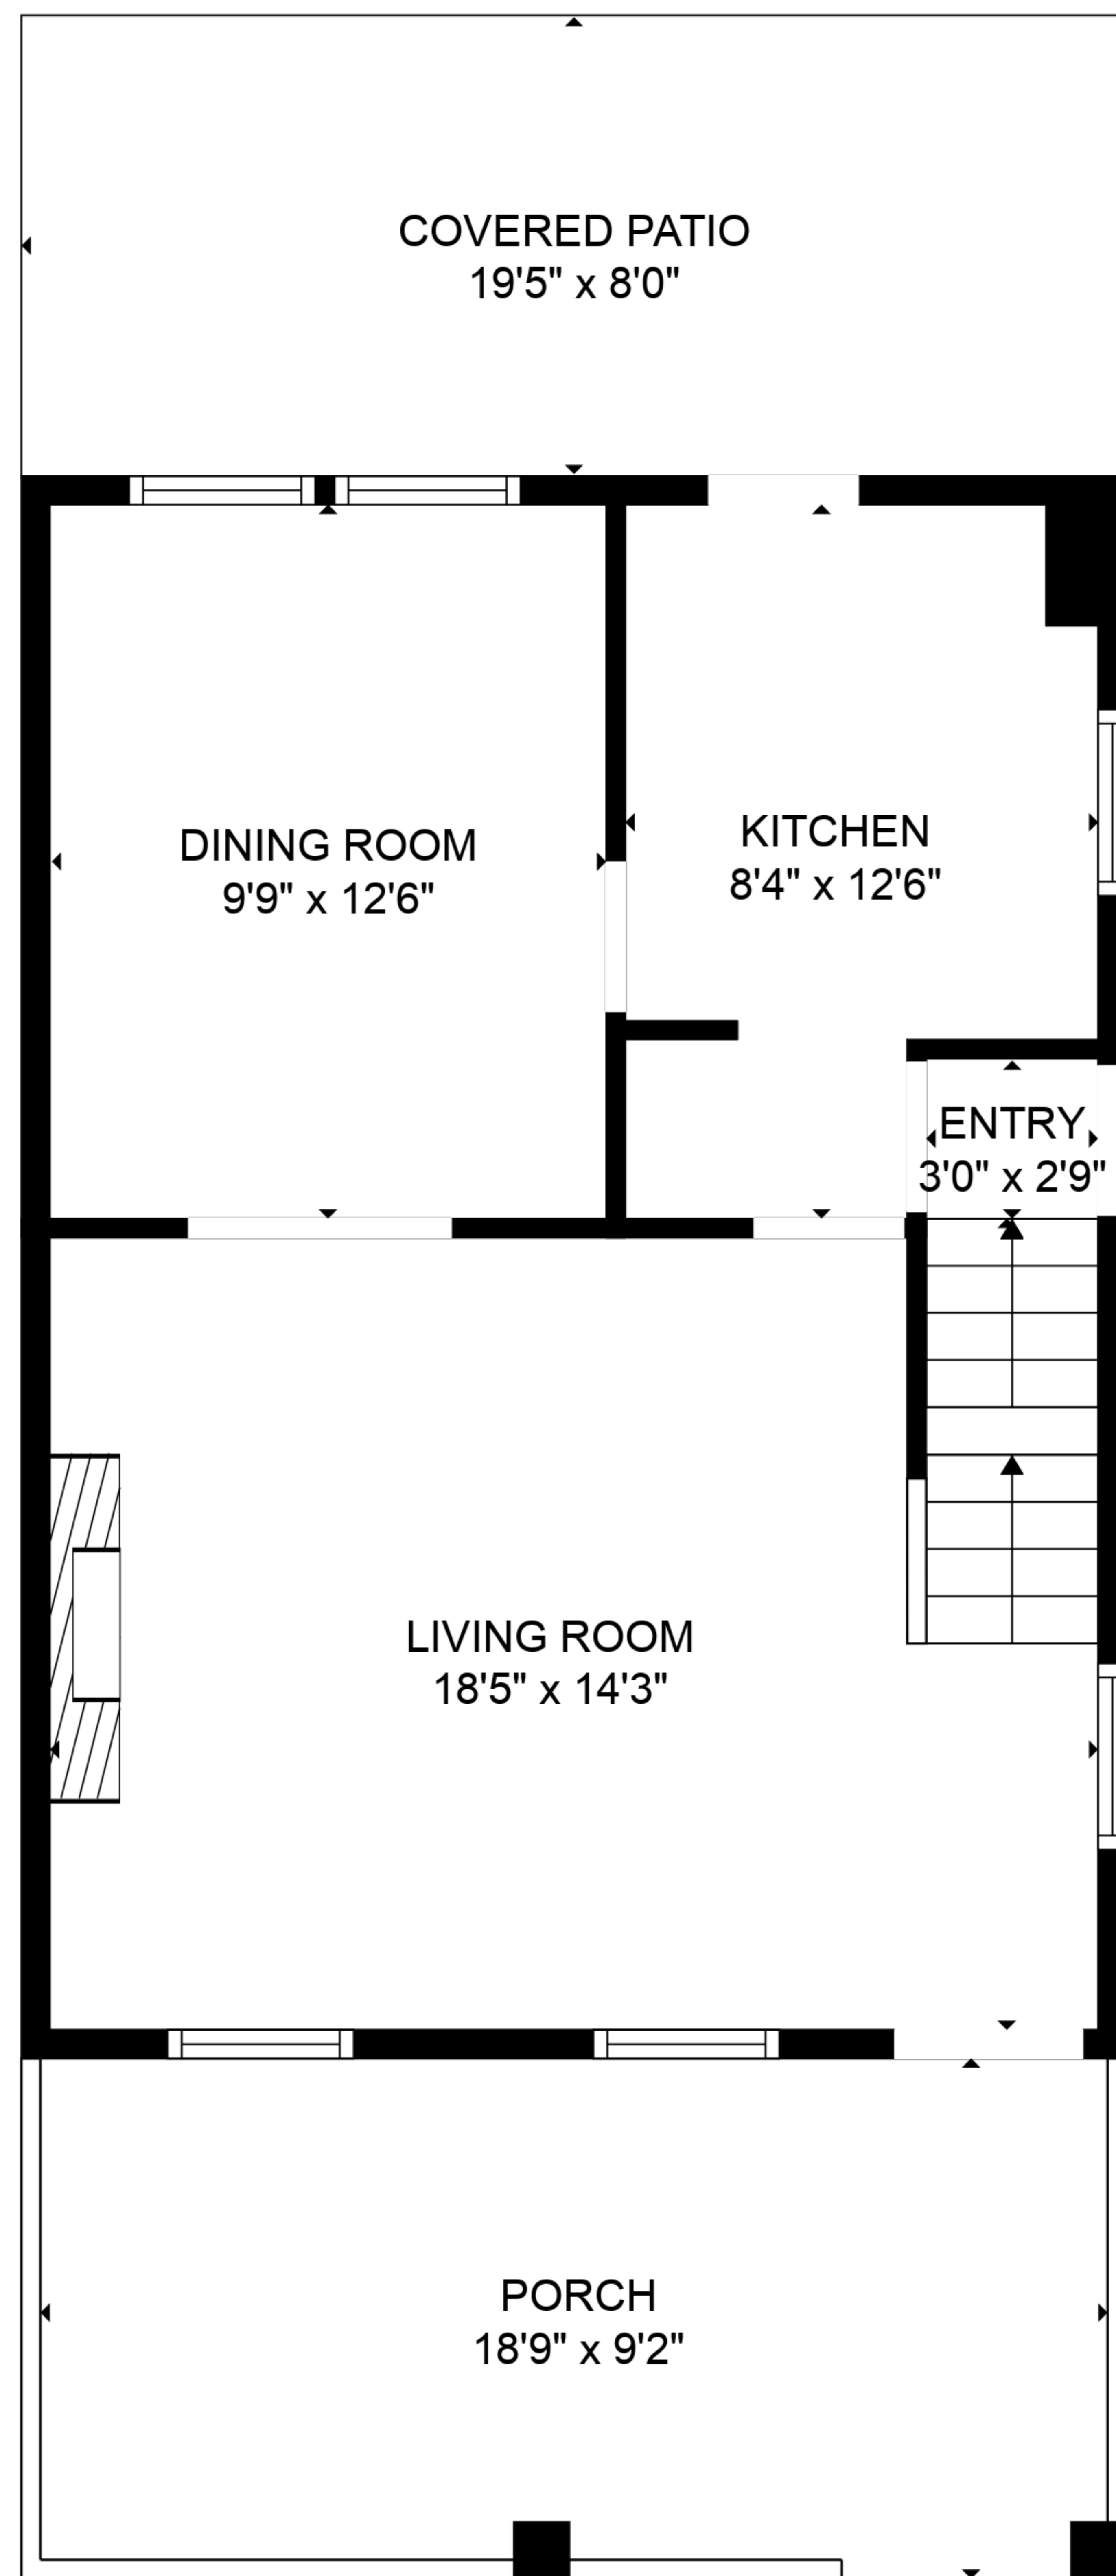 COVERED PATIO
19'5" x 8'0"
DINING ROOM
9'9" x 12'6"
KITCHEN
8'4" x 12'6"
ENTRY
3'0" x 2'9"
LIVING ROOM
18'5" x 14'3"
PORCH
18'9" x 9'2"